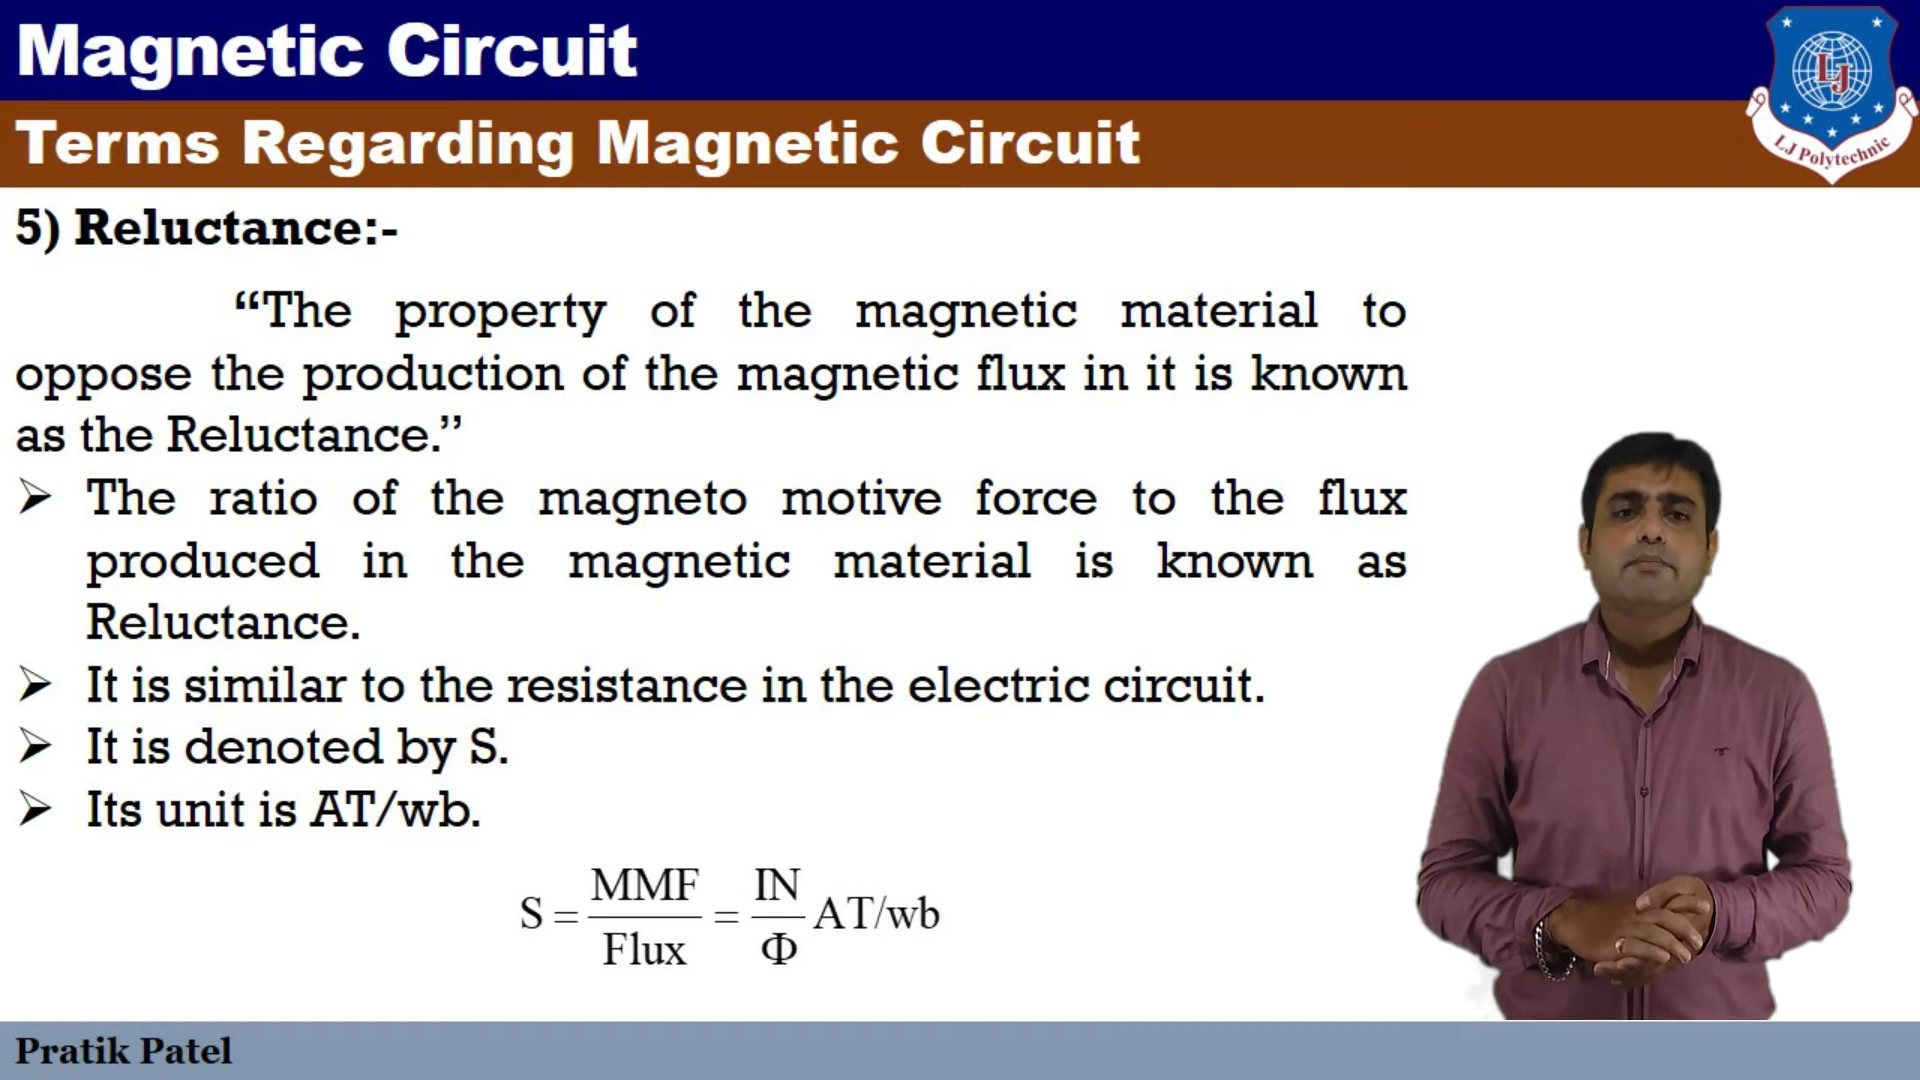 Magnetic Circuit
Terms Regarding Magnetic Circuit
LJ
LJ Polytechnic
5) Reluctance:-
“The property of the magnetic material to
oppose the production of the magnetic flux in it is known
as the Reluctance.”
➢ The ratio of the magneto motive force to the flux
produced in the magnetic material is known as
Reluctance.
➢ It is similar to the resistance in the electric circuit.
➢ It is denoted by S.
➢ Its unit is AT/wb.
S = MMF/Flux = IN/Φ AT/wb
Pratik Patel